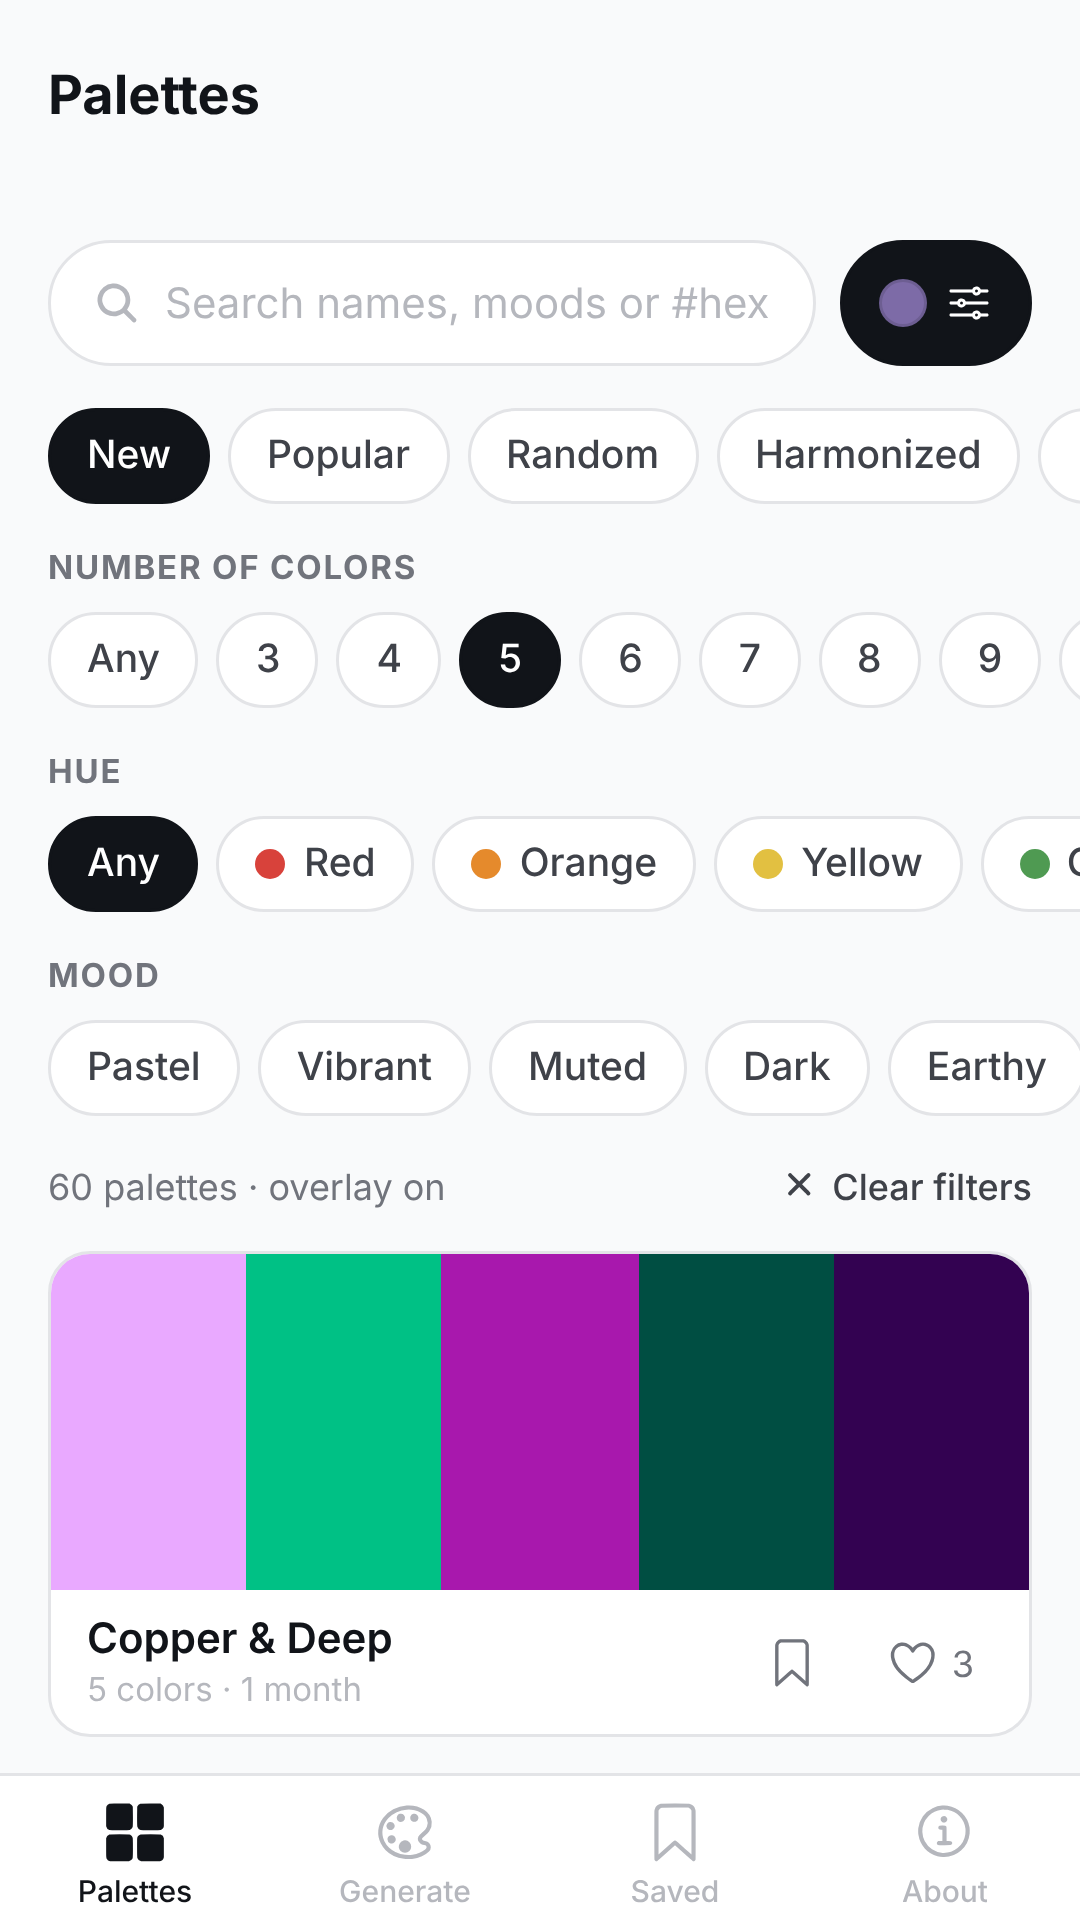 Palettes
Search names, moods or #hex
New Popular Random Harmonized
NUMBER OF COLORS
Any 3 4 5 6 7 8 9
HUE
Any Red Orange Yellow
MOOD
Pastel Vibrant Muted Dark Earthy
60 palettes · overlay on Clear filters
Copper & Deep
5 colors · 1 month
3
Palettes Generate Saved About